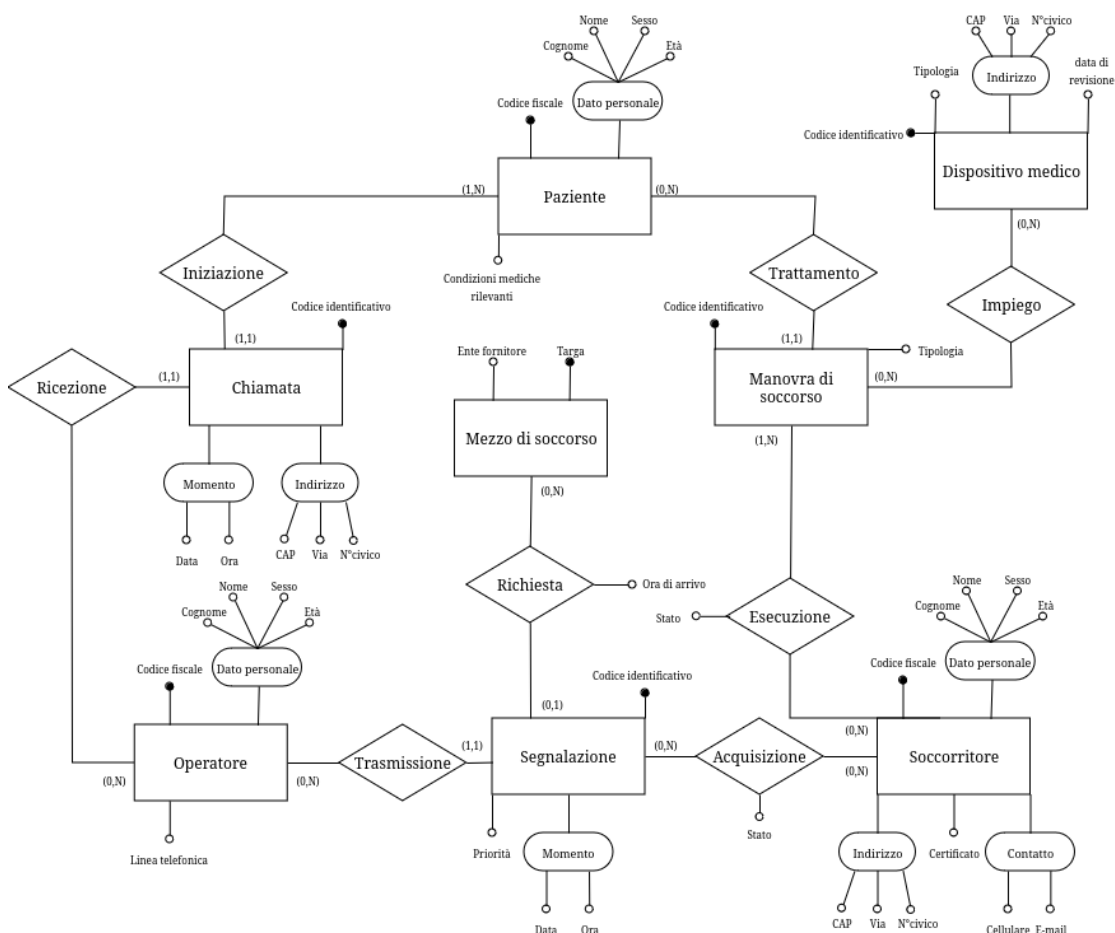 Nome
Sesso
Cognome
Età
Dato personale
Codice fiscale
CAP
Via
N°civico
Indirizzo
Tipologia
data di
revisione
Codice identificativo
Dispositivo medico
(0,N)
(1,N)
Paziente
(0,N)
Condizioni mediche
rilevanti
Iniziazione
Trattamento
Impiego
Codice identificativo
(1,1)
Chiamata
Ricezione
(1,1)
Momento
Data
Ora
Indirizzo
CAP
Via
N°civico
Ente fornitore
Targa
Mezzo di soccorso
(0,N)
Codice identificativo
(1,1)
Tipologia
Manovra di
soccorso
(0,N)
(1,N)
Richiesta
Ora di arrivo
Stato
Esecuzione
Nome
Sesso
Cognome
Età
Dato personale
Codice fiscale
Operatore
(0,N)
(0,N)
Linea telefonica
Trasmissione
(1,1)
(0,1)
Codice identificativo
Segnalazione
(0,N)
Priorità
Momento
Data
Ora
Acquisizione
Stato
Nome
Sesso
Cognome
Età
Dato personale
Codice fiscale
(0,N)
(0,N)
Soccorritore
Indirizzo
CAP
Via
N°civico
Certificato
Contatto
Cellulare
E-mail